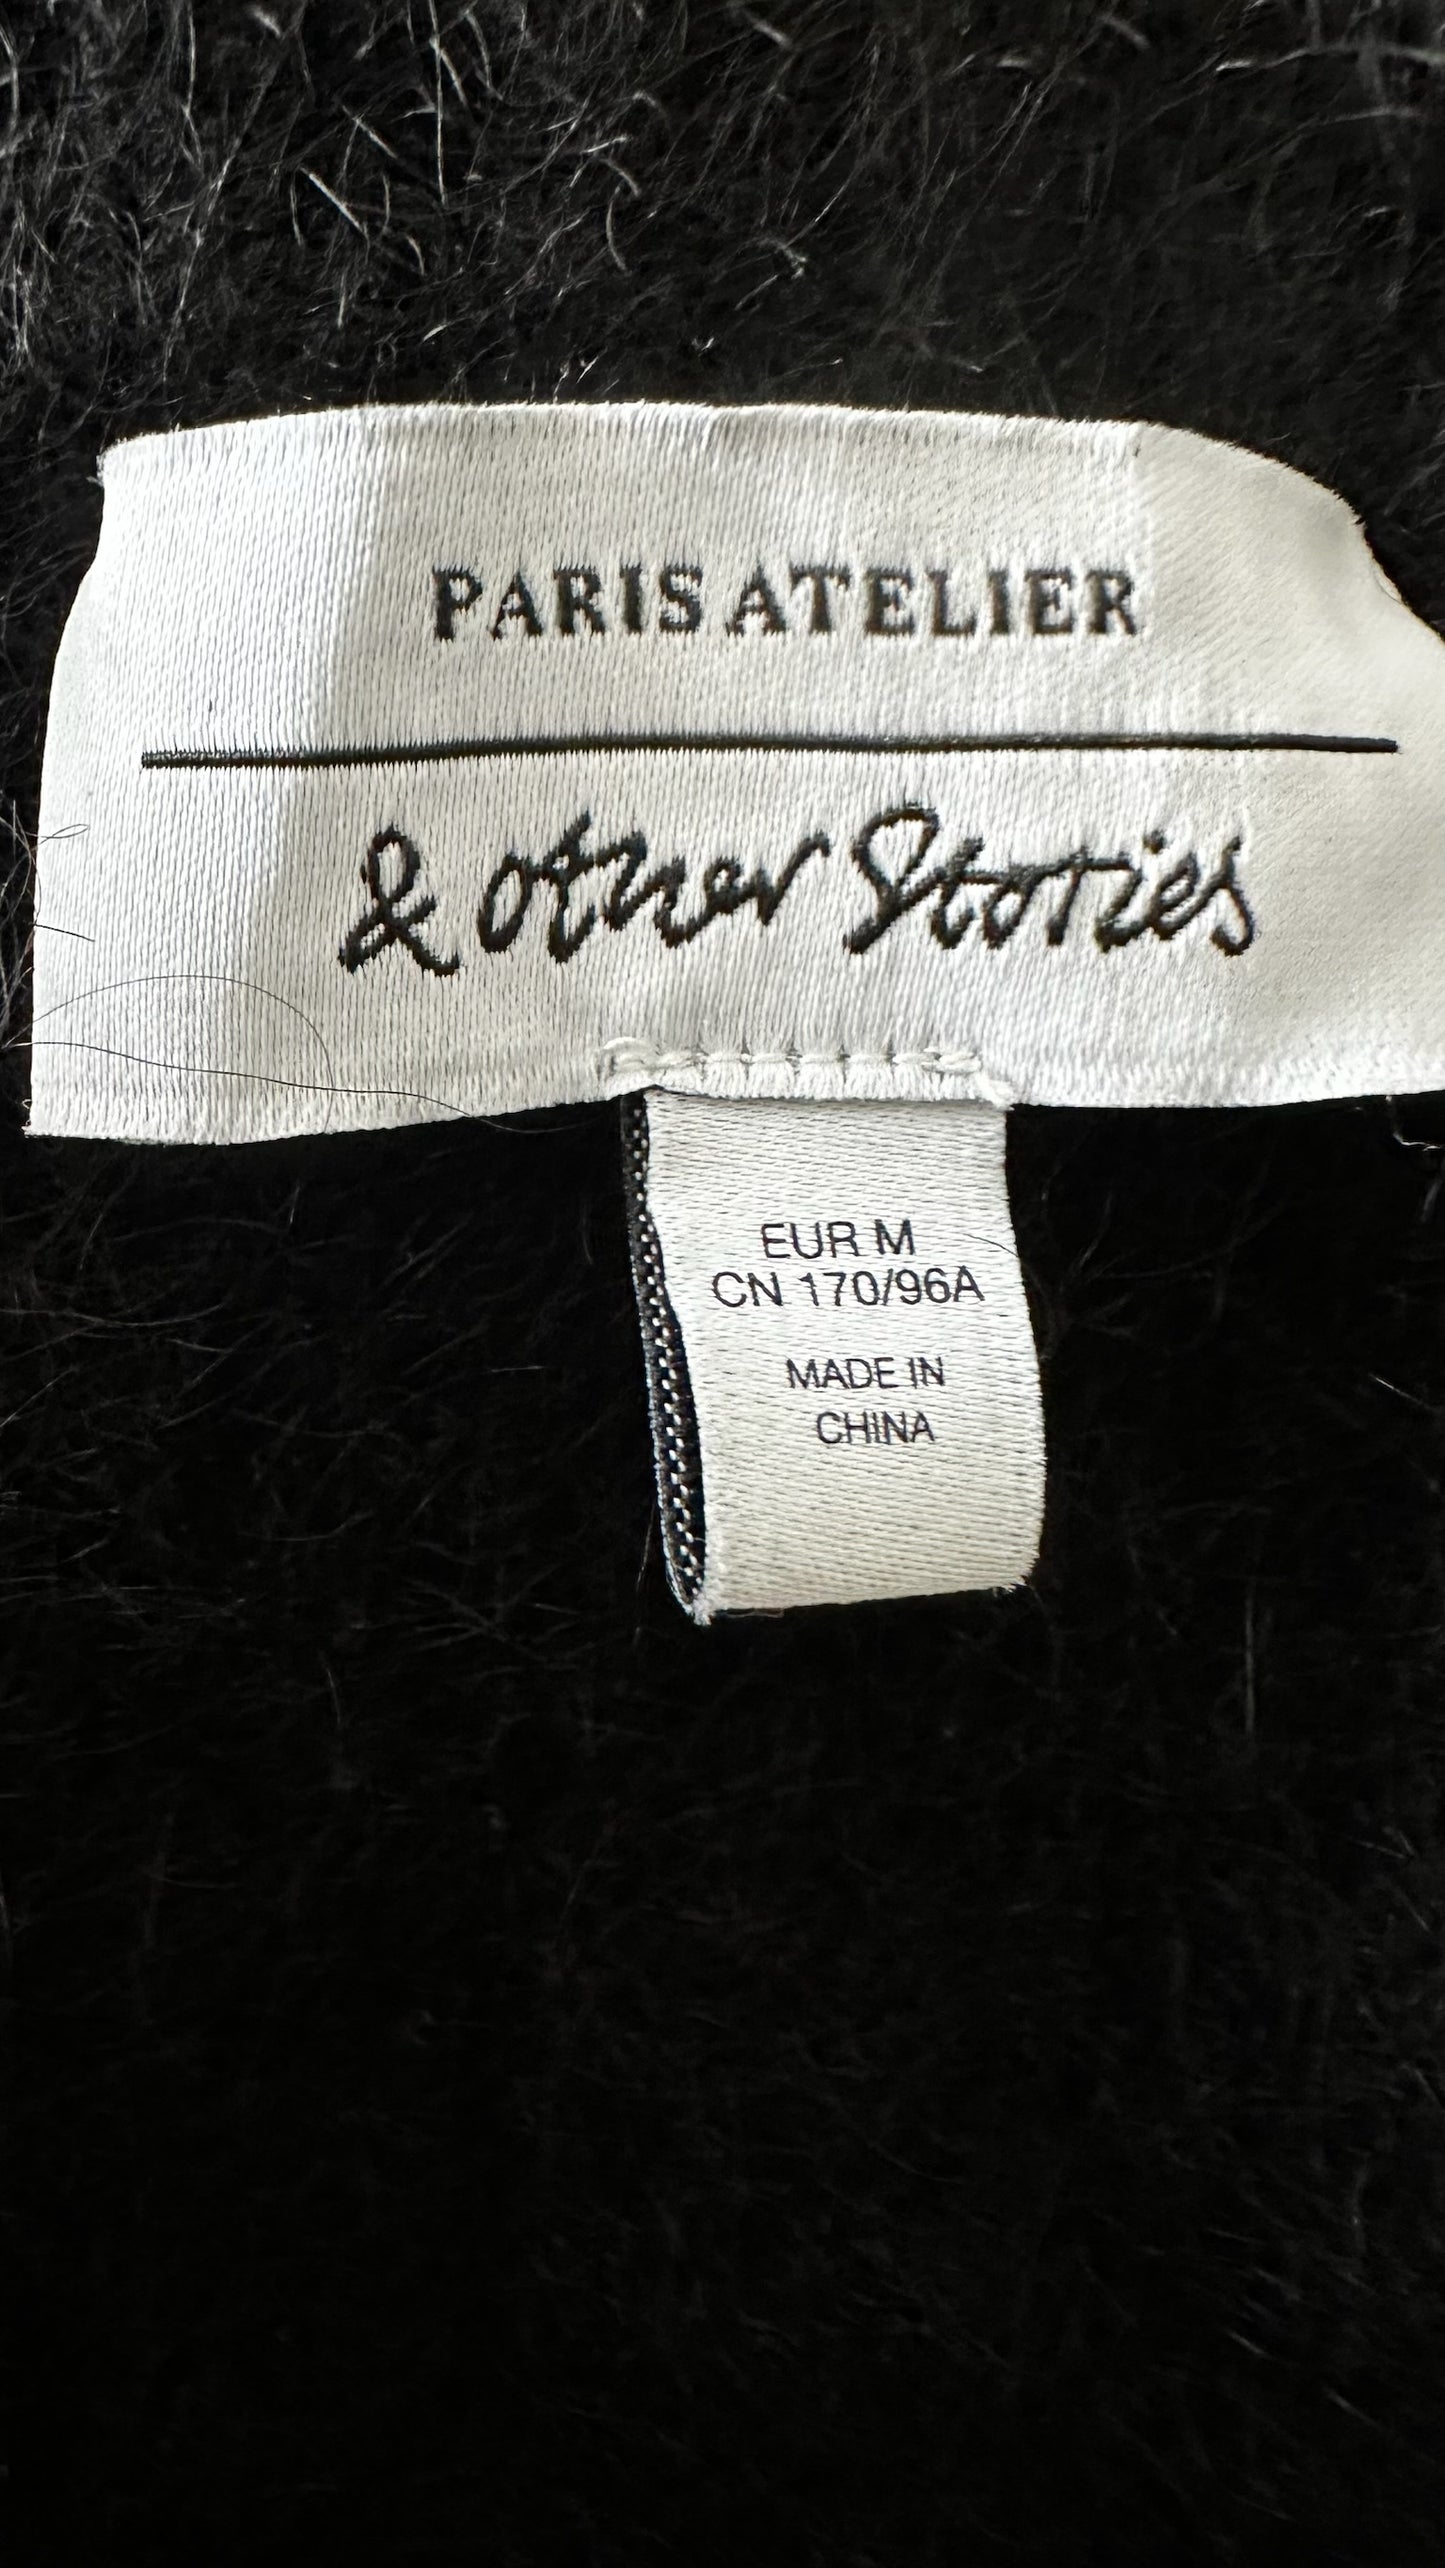 PARIS ATELIER
& other Stories
EUR M
CN 170/96A
MADE IN
CHINA